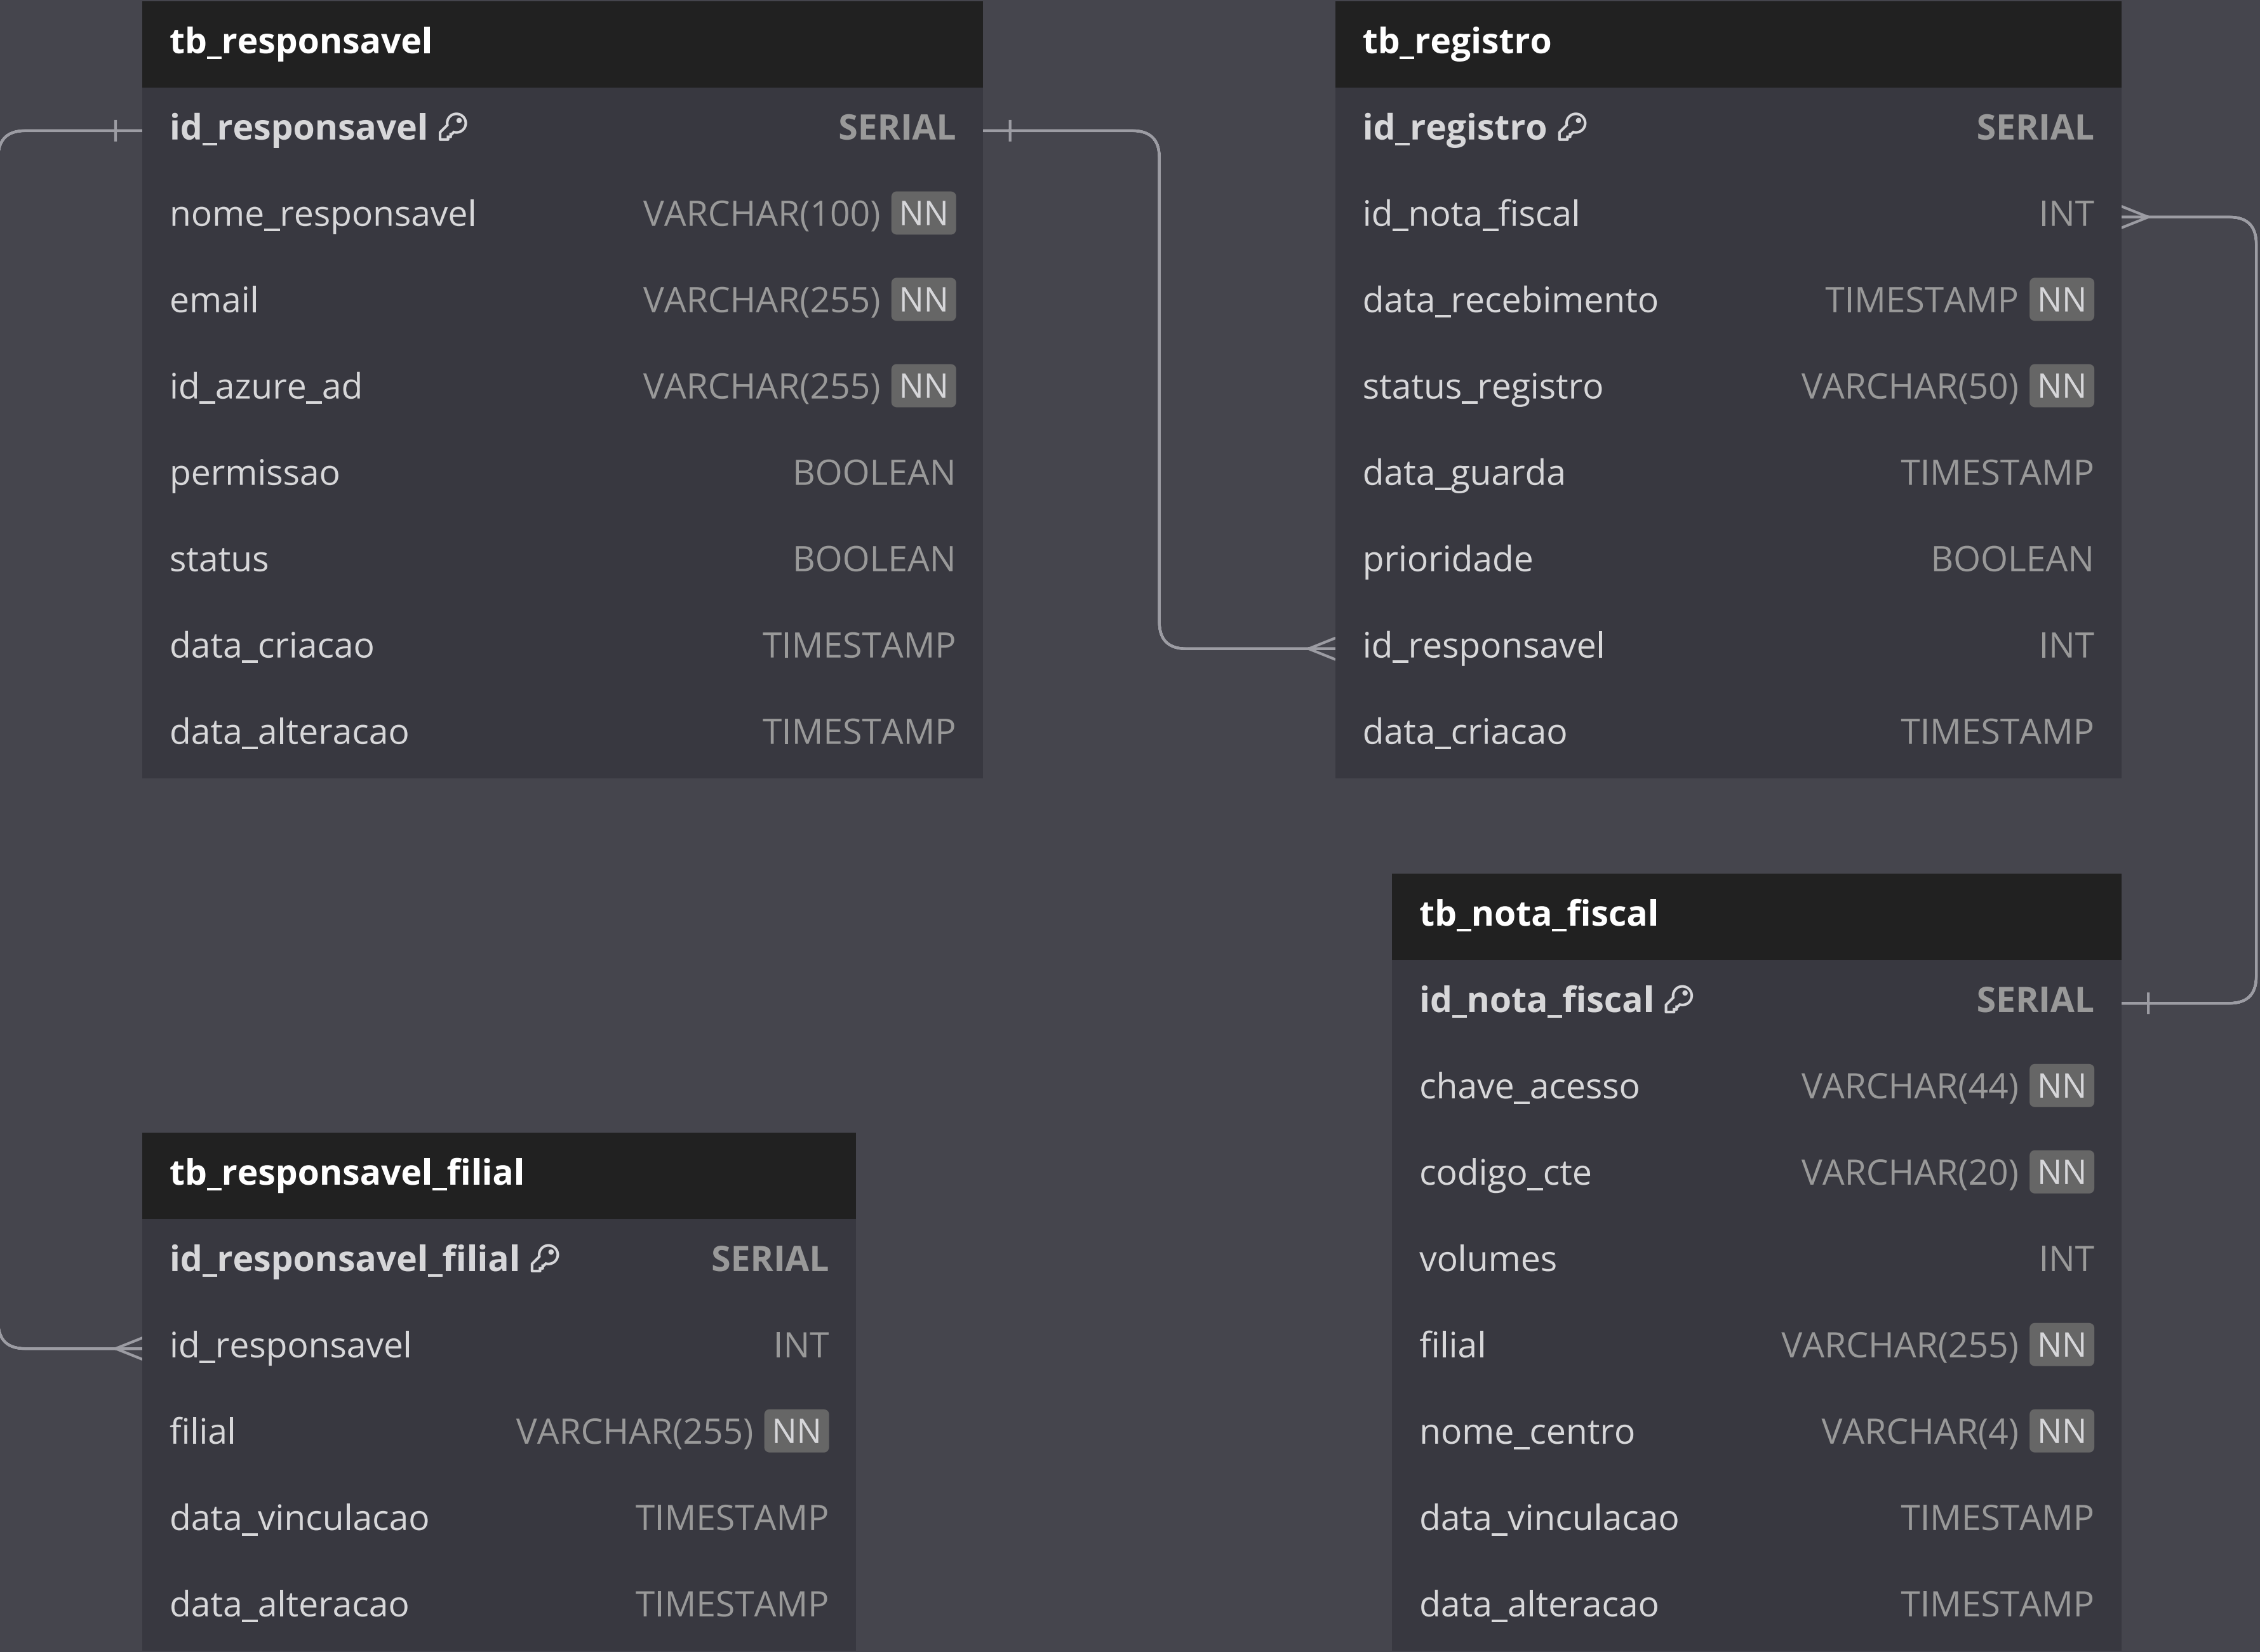 tb_responsavel
id_responsavel SERIAL
nome_responsavel VARCHAR(100) NN
email VARCHAR(255) NN
id_azure_ad VARCHAR(255) NN
permissao BOOLEAN
status BOOLEAN
data_criacao TIMESTAMP
data_alteracao TIMESTAMP
tb_registro
id_registro SERIAL
id_nota_fiscal INT
data_recebimento TIMESTAMP NN
status_registro VARCHAR(50) NN
data_guarda TIMESTAMP
prioridade BOOLEAN
id_responsavel INT
data_criacao TIMESTAMP
tb_responsavel_filial
id_responsavel_filial SERIAL
id_responsavel INT
filial VARCHAR(255) NN
data_vinculacao TIMESTAMP
data_alteracao TIMESTAMP
tb_nota_fiscal
id_nota_fiscal SERIAL
chave_acesso VARCHAR(44) NN
codigo_cte VARCHAR(20) NN
volumes INT
filial VARCHAR(255) NN
nome_centro VARCHAR(4) NN
data_vinculacao TIMESTAMP
data_alteracao TIMESTAMP